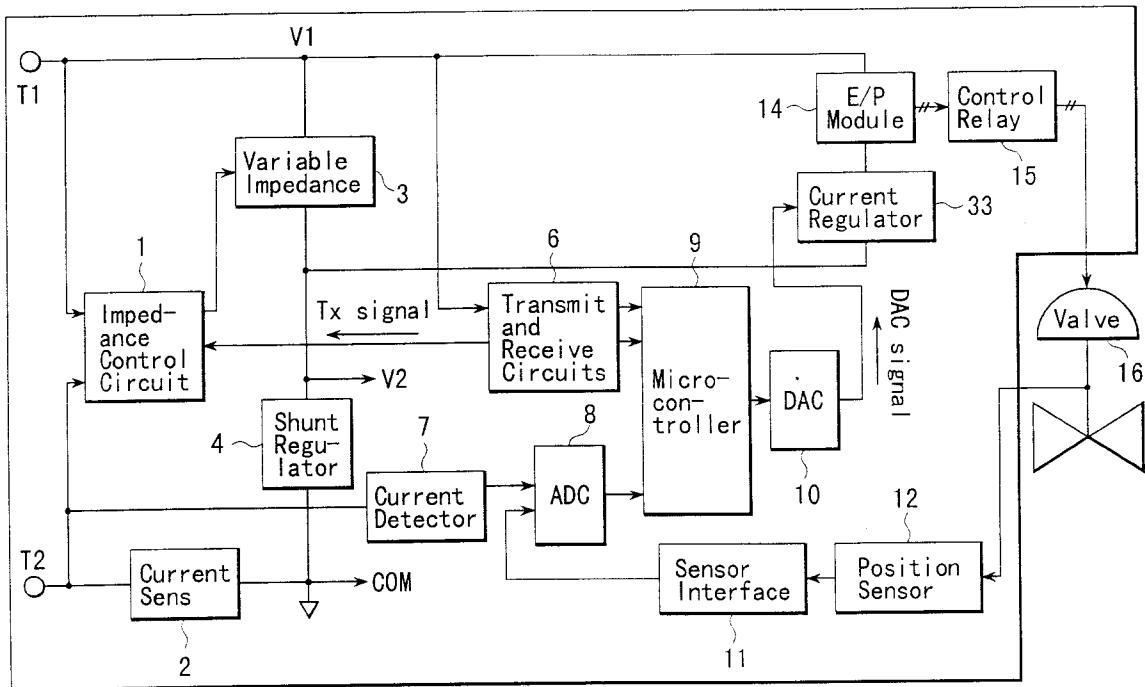 V1
T1
14
E/P
Module
Control
Relay
15
Variable
Impedance
3
Current
Regulator
33
1
6
9
Imped-
ance
Control
Circuit
Tx signal
Transmit
and
Receive
Circuits
Micro-
con-
troller
DAC
10
DAC signal
Valve
16
V2
4
Shunt
Regu-
lator
7
Current
Detector
8
ADC
12
T2
Current
Sens
2
COM
Sensor
Interface
11
Position
Sensor